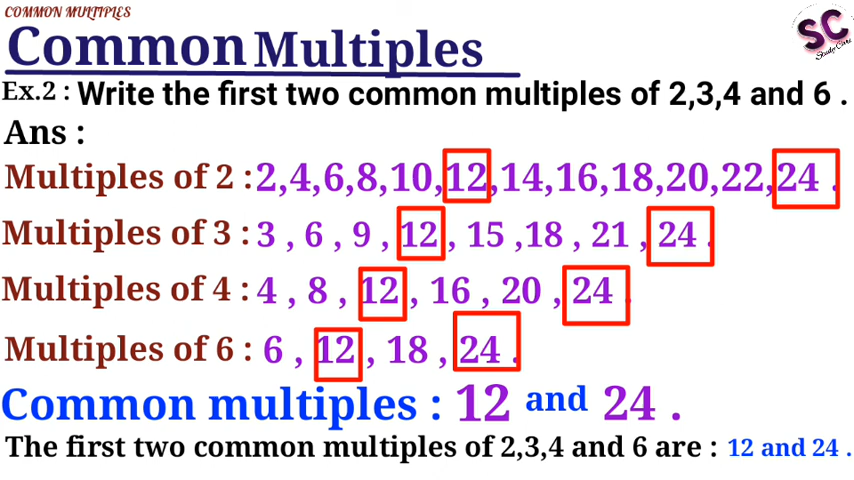 COMMON MULTIPLES
SC
Study Care
Common Multiples
Ex.2 : Write the first two common multiples of 2,3,4 and 6 .
Ans :
Multiples of 2 : 2,4,6,8,10,12,14,16,18,20,22,24 .
Multiples of 3 : 3 , 6 , 9 , 12 , 15 ,18 , 21 , 24 .
Multiples of 4 : 4 , 8 , 12 , 16 , 20 , 24 .
Multiples of 6 : 6 , 12 , 18 , 24 .
Common multiples : 12 and 24 .
The first two common multiples of 2,3,4 and 6 are : 12 and 24 .